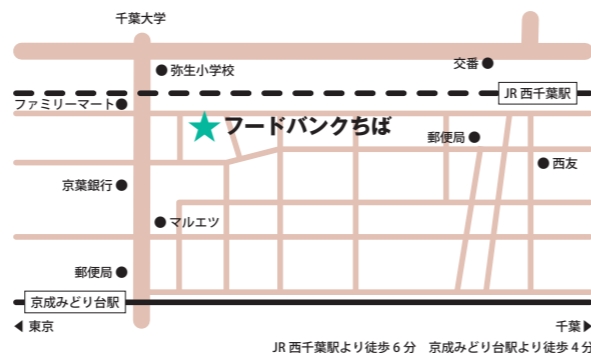 千葉大学
弥生小学校
交番
JR 西千葉駅
ファミリーマート
フードバンクちば
郵便局
西友
京葉銀行
マルエツ
郵便局
京成みどり台駅
東京
千葉
JR 西千葉駅より徒歩 6 分　京成みどり台駅より徒歩 4 分